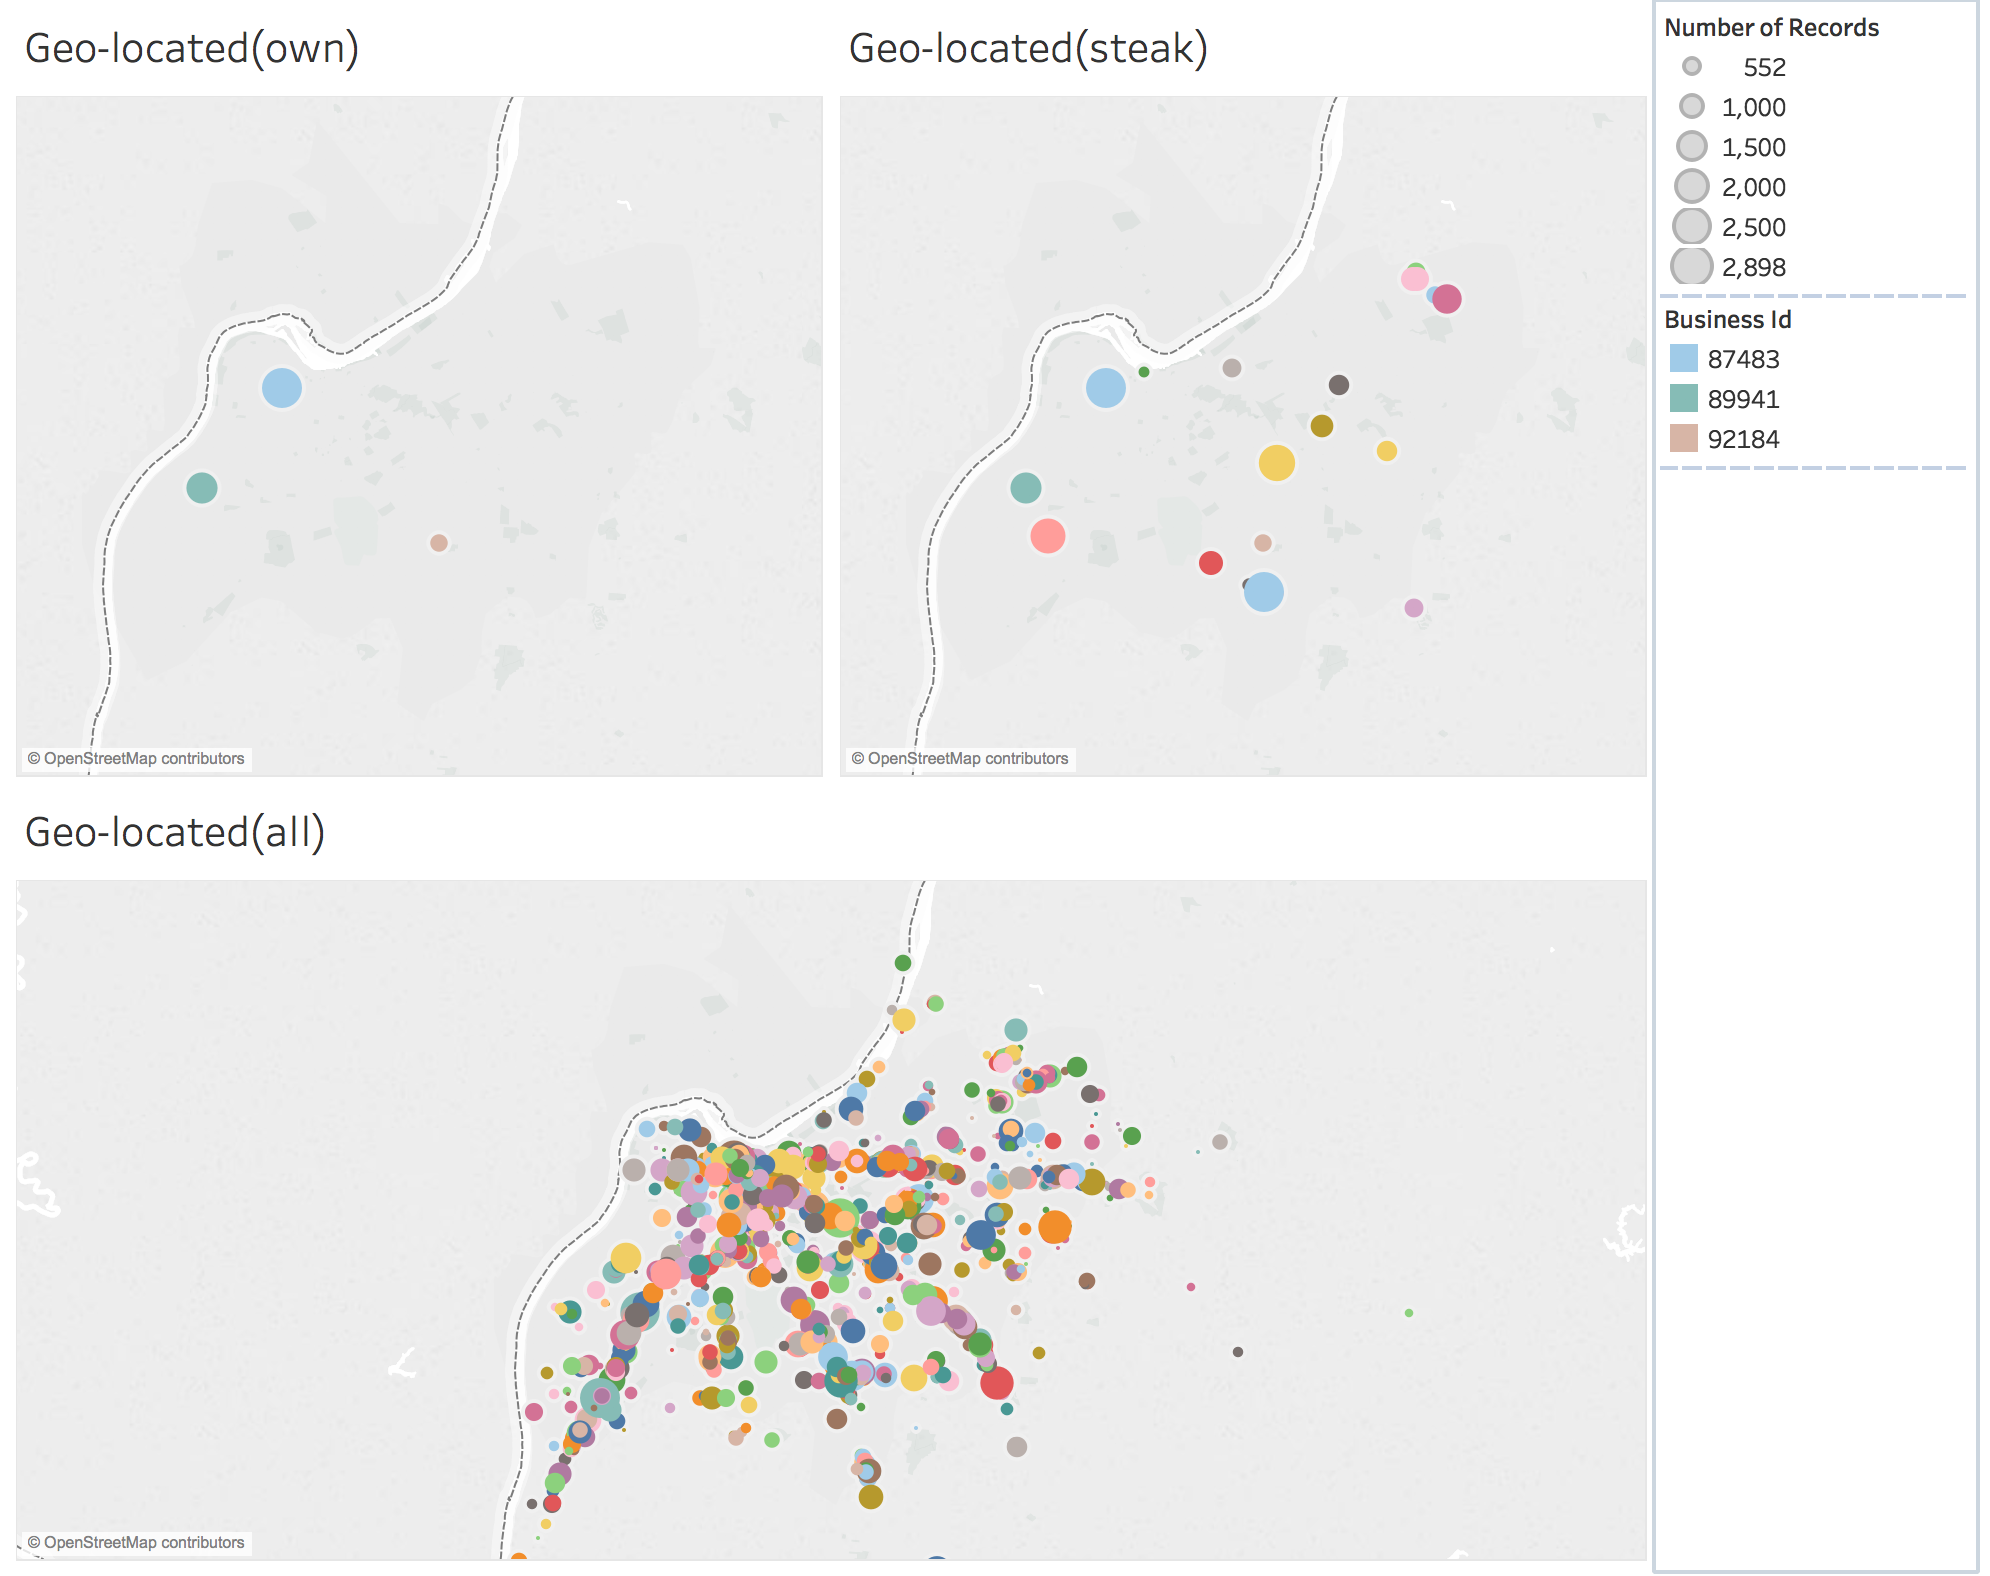 Geo-located(own)
Geo-located(steak)
© OpenStreetMap contributors
© OpenStreetMap contributors
Geo-located(all)
© OpenStreetMap contributors
Number of Records
552
1,000
1,500
2,000
2,500
2,898
Business Id
87483
89941
92184